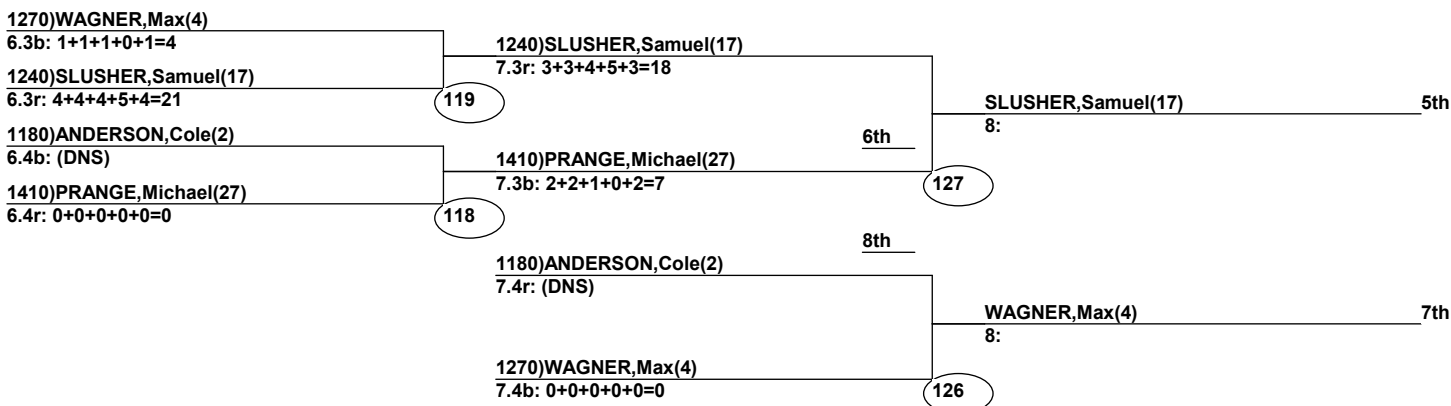 1270)WAGNER,Max(4)
6.3b: 1+1+1+0+1=4
1240)SLUSHER,Samuel(17)
7.3r: 3+3+4+5+3=18
1240)SLUSHER,Samuel(17)
6.3r: 4+4+4+5+4=21
119
SLUSHER,Samuel(17) 5th
8:
1180)ANDERSON,Cole(2)
6.4b: (DNS)
6th
1410)PRANGE,Michael(27)
7.3b: 2+2+1+0+2=7
127
1410)PRANGE,Michael(27)
6.4r: 0+0+0+0+0=0
118
8th
1180)ANDERSON,Cole(2)
7.4r: (DNS)
WAGNER,Max(4) 7th
8:
1270)WAGNER,Max(4)
7.4b: 0+0+0+0+0=0
126